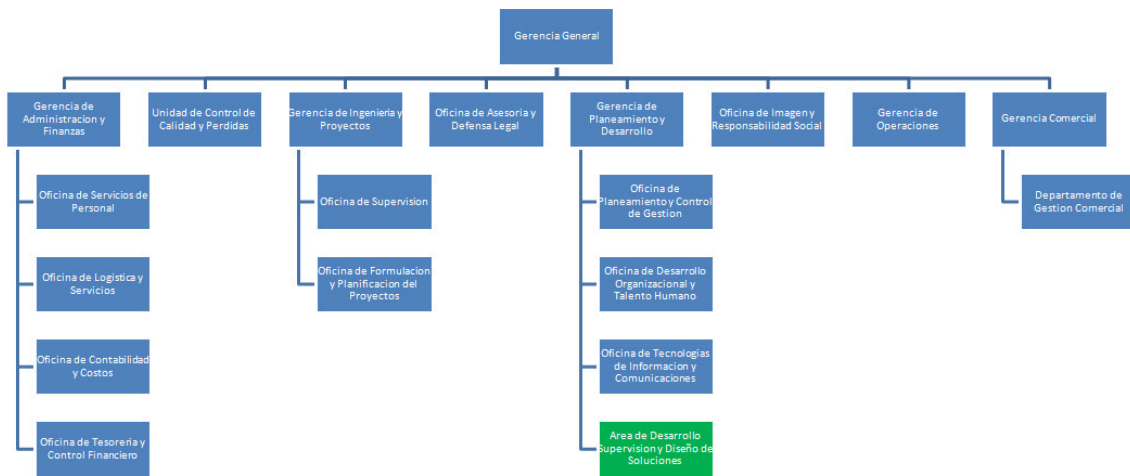 Gerencia General
Gerencia de
Administracion y
Finanzas
Unidad de Control de
Calidad y Perdidas
Gerencia de Ingenieria y
Proyectos
Oficina de Asesoria y
Defensa Legal
Gerencia de
Planeamiento y
Desarrollo
Oficina de Imagen y
Responsabilidad Social
Gerencia de
Operaciones
Gerencia Comercial
Oficina de Servicios de
Personal
Oficina de Supervision
Oficina de
Planeamiento y Control
de Gestion
Departamento de
Gestion Comercial
Oficina de Logistica y
Servicios
Oficina de Formulacion
y Planificacion del
Proyectos
Oficina de Desarrollo
Organizacional y
Talento Humano
Oficina de Contabilidad
y Costos
Oficina de Tecnologias
de Informacion y
Comunicaciones
Oficina de Tesoreria y
Control Financiero
Area de Desarrollo
Supervision y Diseño de
Soluciones